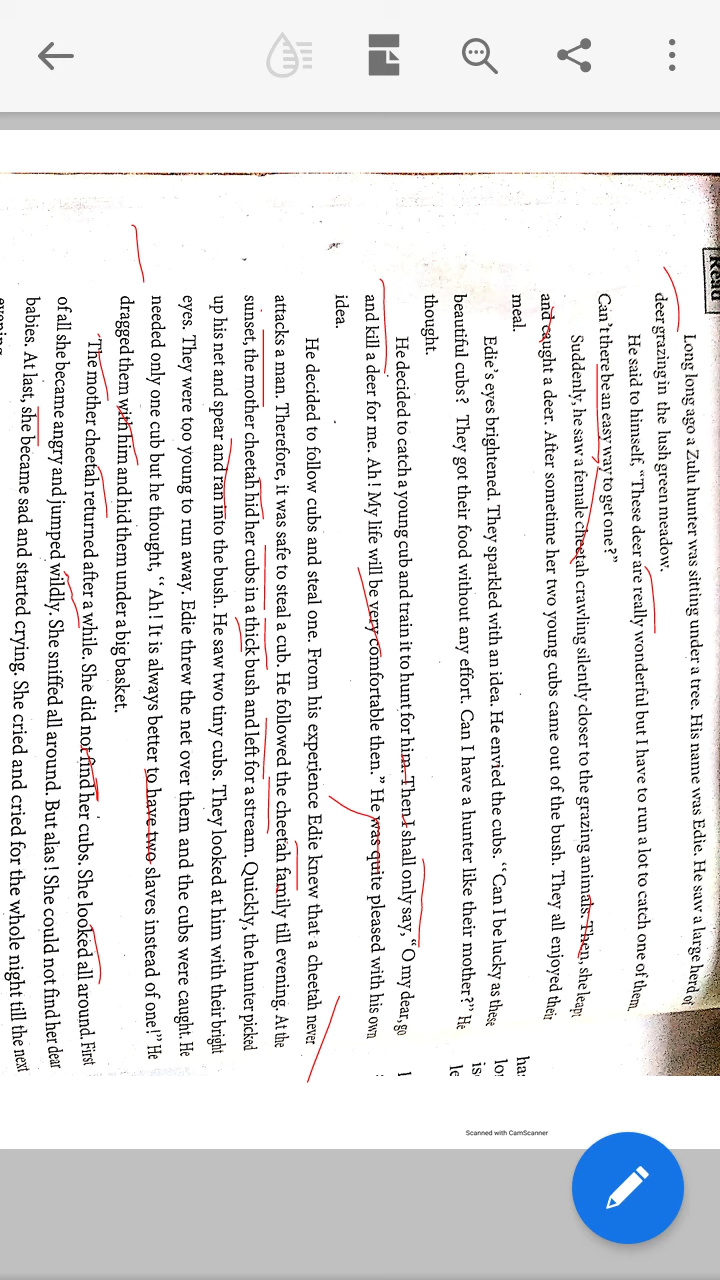 Read
Long long ago a Zulu hunter was sitting under a tree. His name was Edie. He saw a large herd of
deer grazing in the lush green meadow.
He said to himself, “These deer are really wonderful but I have to run a lot to catch one of them.
Can't there be an easy way to get one?”
Suddenly, he saw a female cheetah crawling silently closer to the grazing animals. Then, she leapt
and caught a deer. After sometime her two young cubs came out of the bush. They all enjoyed their
meal.
Edie's eyes brightened. They sparkled with an idea. He envied the cubs. “Can I be lucky as these
beautiful cubs? They got their food without any effort. Can I have a hunter like their mother?” He
thought.
He decided to catch a young cub and train it to hunt for him. Then I shall only say, “O my dear, go
and kill a deer for me. Ah! My life will be very comfortable then.” He was quite pleased with his own
idea.
He decided to follow cubs and steal one. From his experience Edie knew that a cheetah never
attacks a man. Therefore, it was safe to steal a cub. He followed the cheetah family till evening. At the
sunset, the mother cheetah hid her cubs in a thick bush and left for a stream. Quickly, the hunter picked
up his net and spear and ran into the bush. He saw two tiny cubs. They looked at him with their bright
eyes. They were too young to run away. Edie threw the net over them and the cubs were caught. He
needed only one cub but he thought, “Ah! It is always better to have two slaves instead of one!” He
dragged them with him and hid them under a big basket.
The mother cheetah returned after a while. She did not find her cubs. She looked all around. First
of all she became angry and jumped wildly. She sniffed all around. But alas! She could not find her dear
babies. At last, she became sad and started crying. She cried and cried for the whole night till the next
evening
Scanned with CamScanner